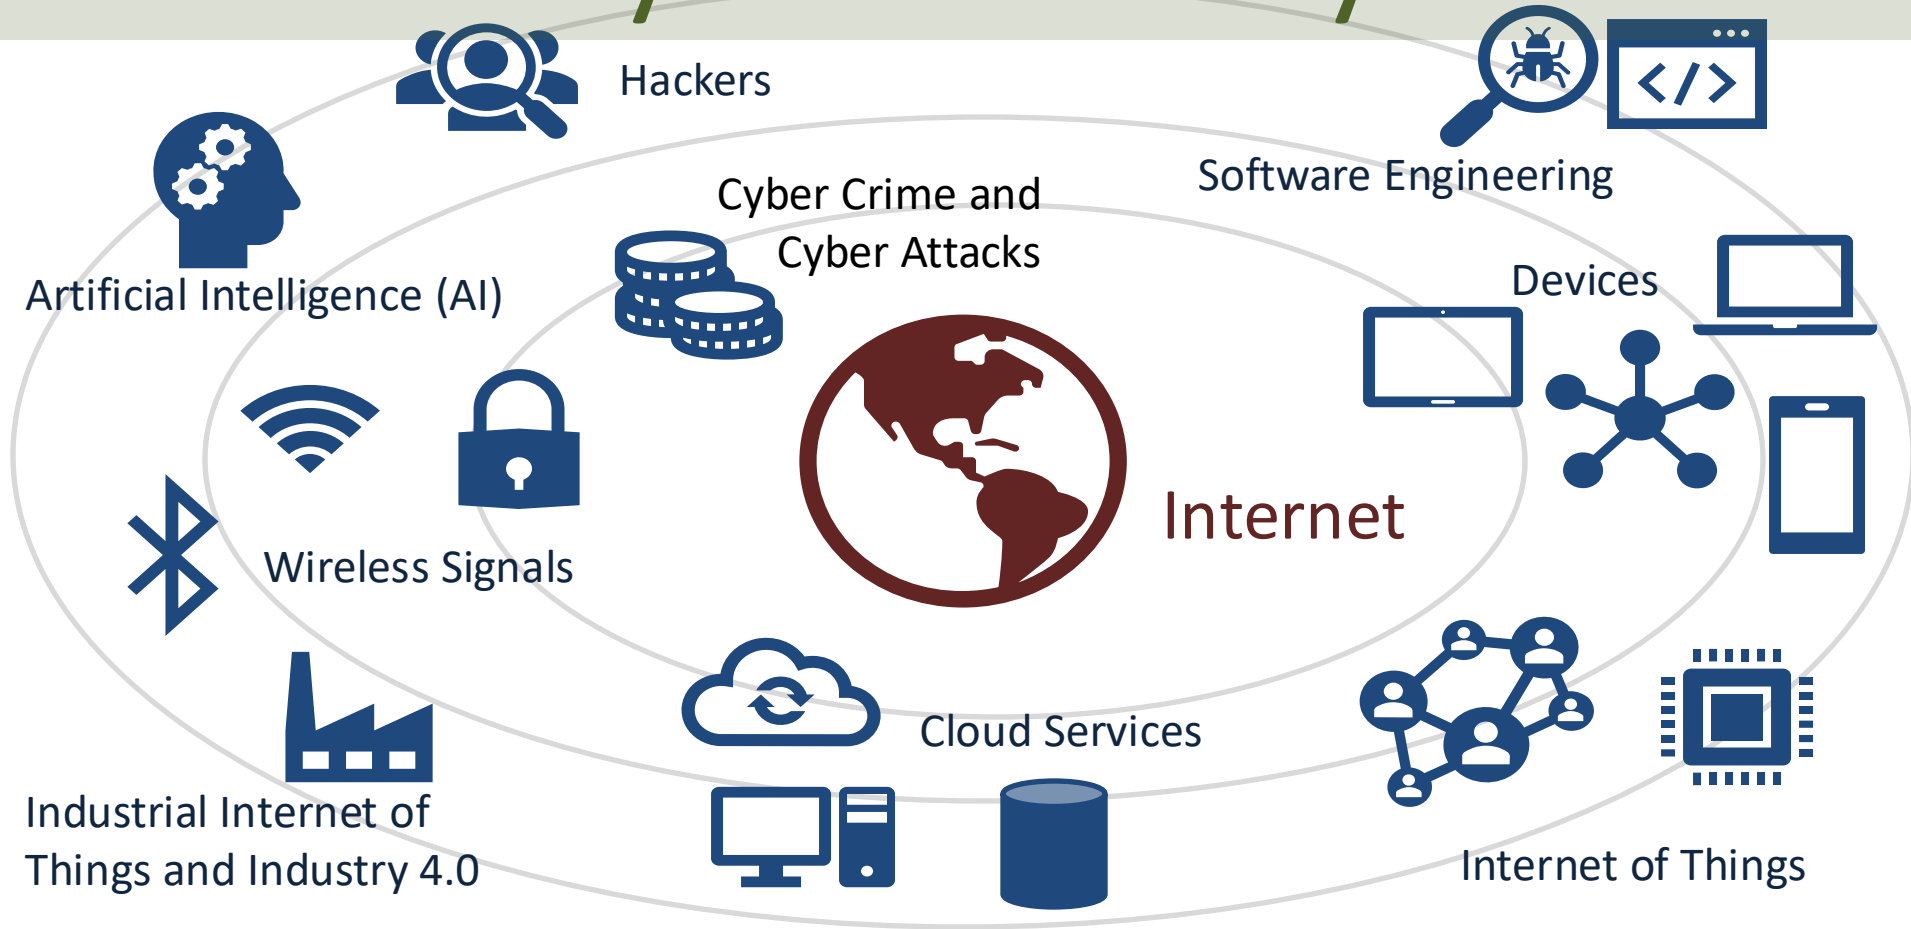 Hackers
Software Engineering
Cyber Crime and
Cyber Attacks
Artificial Intelligence (AI)
Devices
Internet
Wireless Signals
Cloud Services
Industrial Internet of
Things and Industry 4.0
Internet of Things